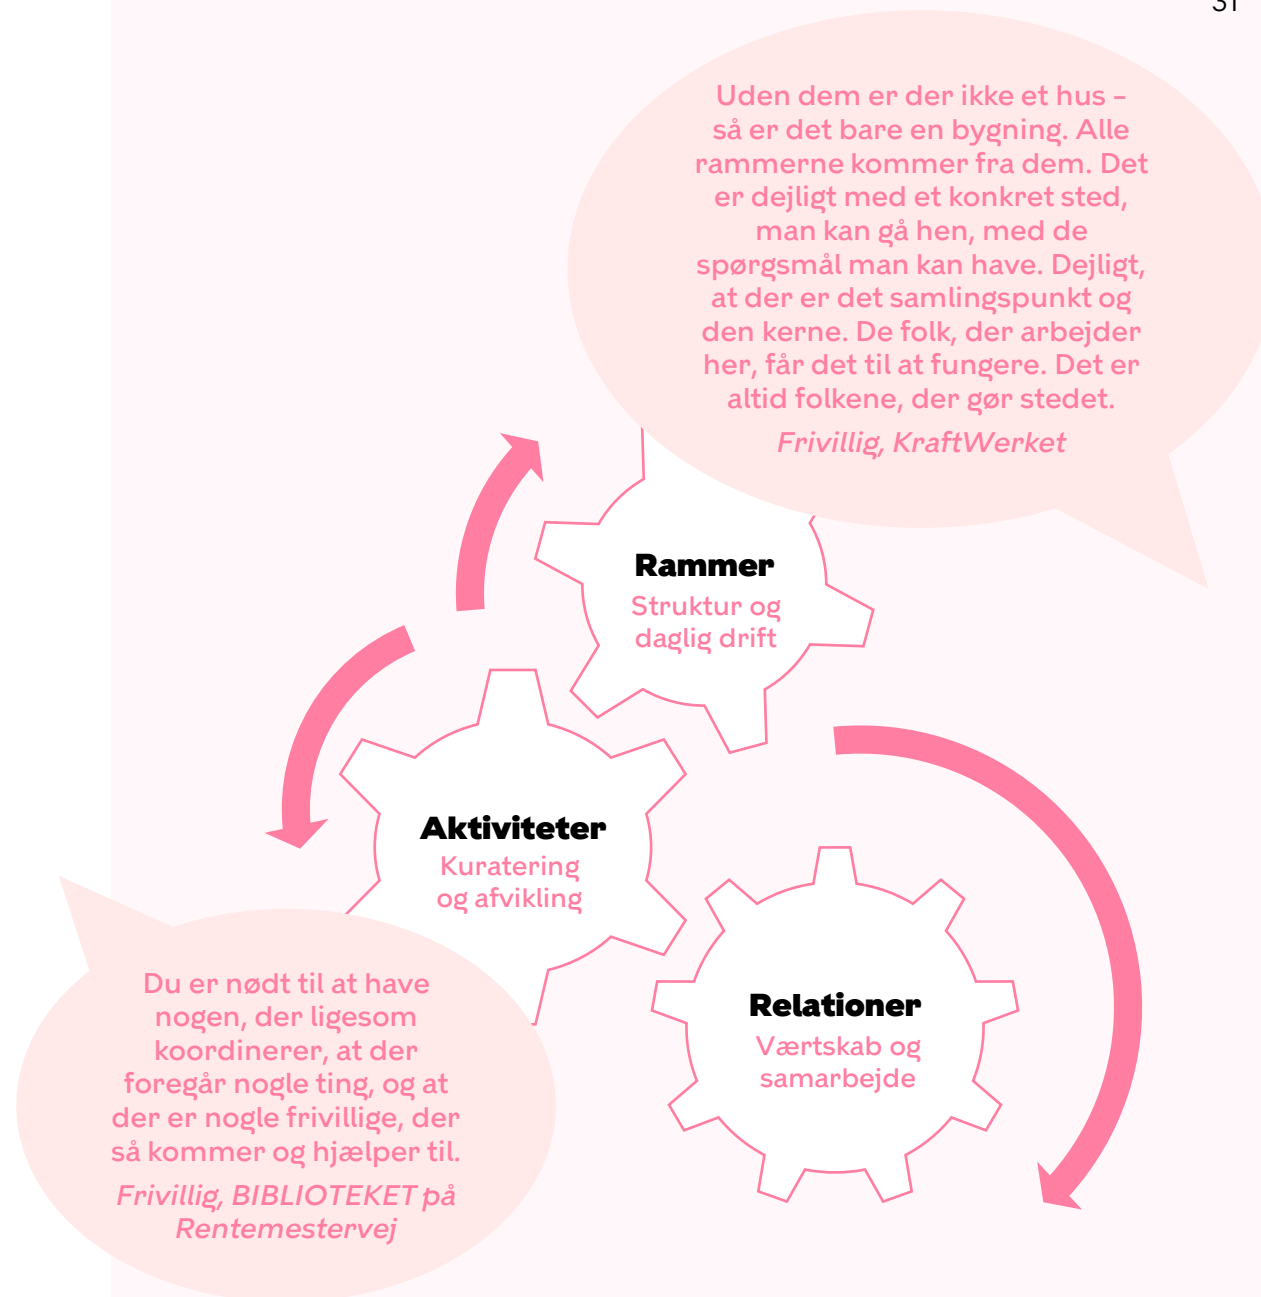 31
Uden dem er der ikke et hus –
så er det bare en bygning. Alle
rammerne kommer fra dem. Det
er dejligt med et konkret sted,
man kan gå hen, med de
spørgsmål man kan have. Dejligt,
at der er det samlingspunkt og
den kerne. De folk, der arbejder
her, får det til at fungere. Det er
altid folkene, der gør stedet.
Frivillig, KraftWerket
Rammer
Struktur og
daglig drift
Aktiviteter
Kuratering
og afvikling
Relationer
Værtskab og
samarbejde
Du er nødt til at have
nogen, der ligesom
koordinerer, at der
foregår nogle ting, og at
der er nogle frivillige, der
så kommer og hjælper til.
Frivillig, BIBLIOTEKET på
Rentemestervej